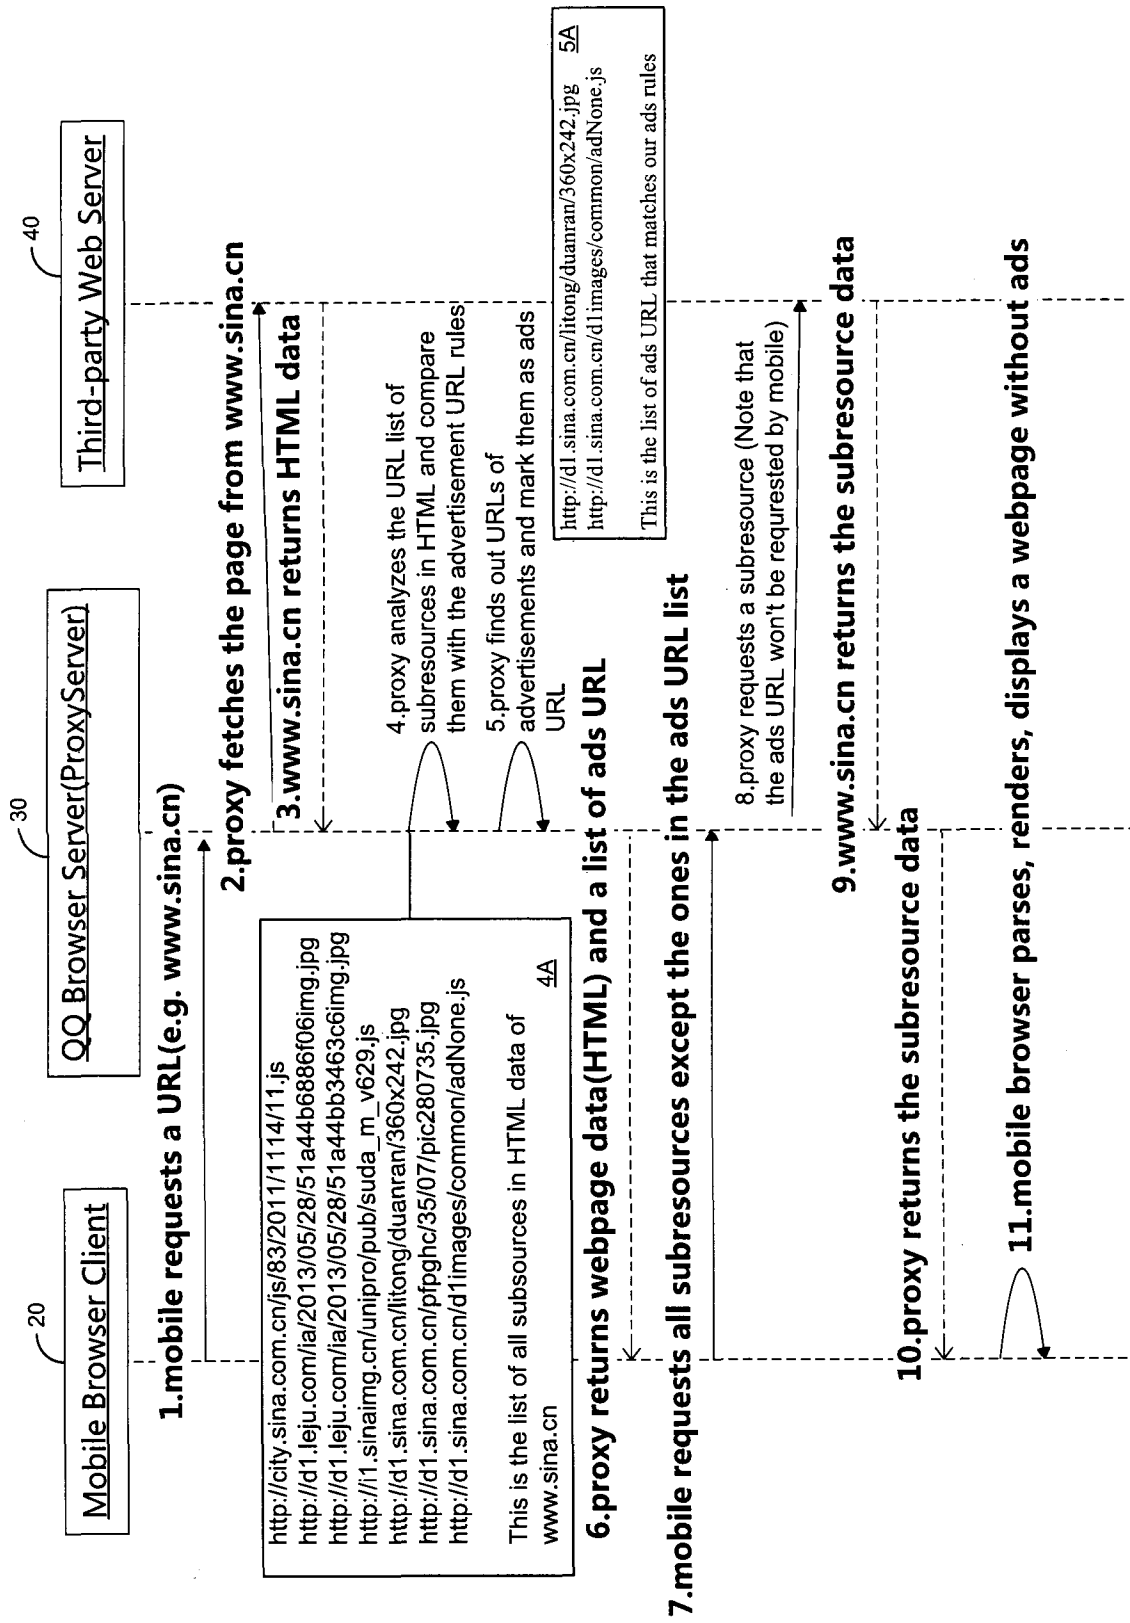 20
Mobile Browser Client
30
QQ Browser Server(ProxyServer)
40
Third-party Web Server
1.mobile requests a URL(e.g. www.sina.cn)
2.proxy fetches the page from www.sina.cn
3.www.sina.cn returns HTML data
http://city.sina.com.cn/js/83/2011/1114/11.js
http://d1.leju.com/ia/2013/05/28/51a44b6886f06img.jpg
http://d1.leju.com/ia/2013/05/28/51a44bb3463c6img.jpg
http://i1.sinaimg.cn/unipro/pub/suda_m_v629.js
http://d1.sina.com.cn/litong/duanran/360x242.jpg
http://d1.sina.com.cn/pfpghc/35/07/pic280735.jpg
http://d1.sina.com.cn/d1images/common/adNone.js
This is the list of all subsources in HTML data of
www.sina.cn
4A
4.proxy analyzes the URL list of
subresources in HTML and compare
them with the advertisement URL rules
5.proxy finds out URLs of
advertisements and mark them as ads
URL
http://d1.sina.com.cn/litong/duanran/360x242.jpg
5A
http://d1.sina.com.cn/d1images/common/adNone.js
This is the list of ads URL that matches our ads rules
6.proxy returns webpage data(HTML) and a list of ads URL
7.mobile requests all subresources except the ones in the ads URL list
8.proxy requests a subresource (Note that
the ads URL won't be requrested by mobile)
9.www.sina.cn returns the subresource data
10.proxy returns the subresource data
11.mobile browser parses, renders, displays a webpage without ads